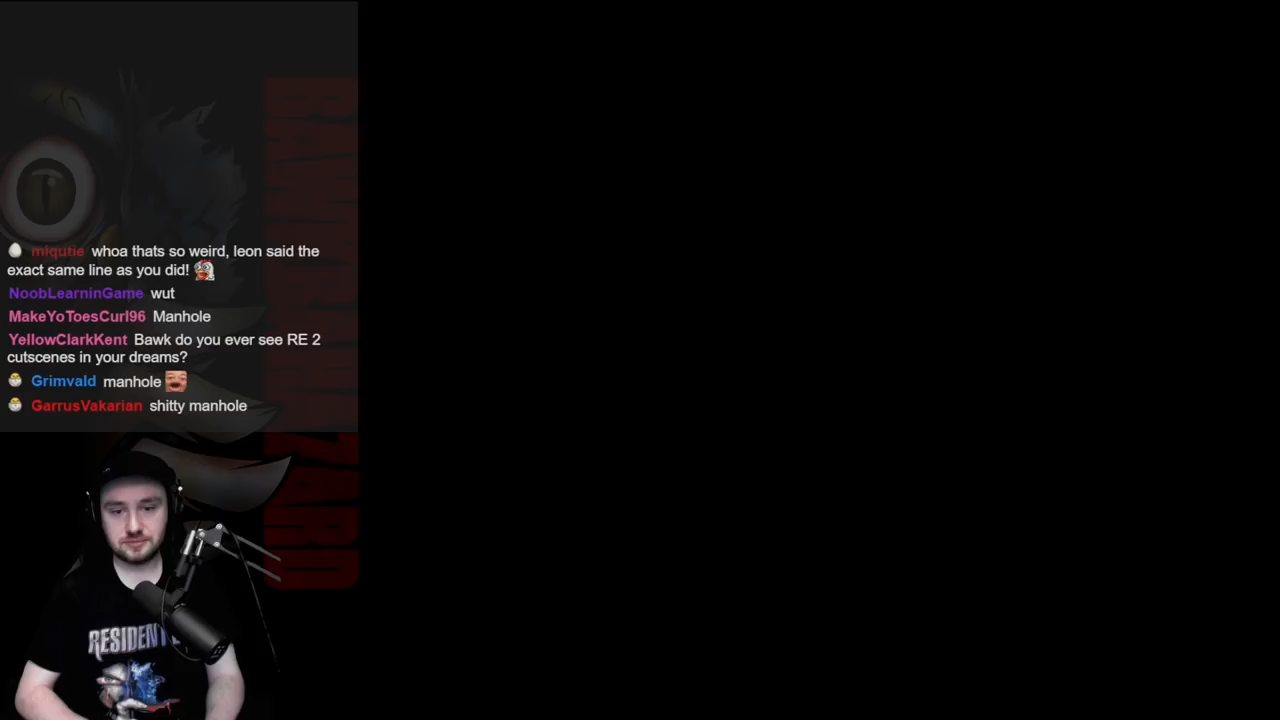 miqutie whoa thats so weird, leon said the
exact same line as you did!
NoobLearninGame wut
MakeYoToesCurl96 Manhole
YellowClarkKent Bawk do you ever see RE 2
cutscenes in your dreams?
Grimvald manhole
GarrusVakarian shitty manhole